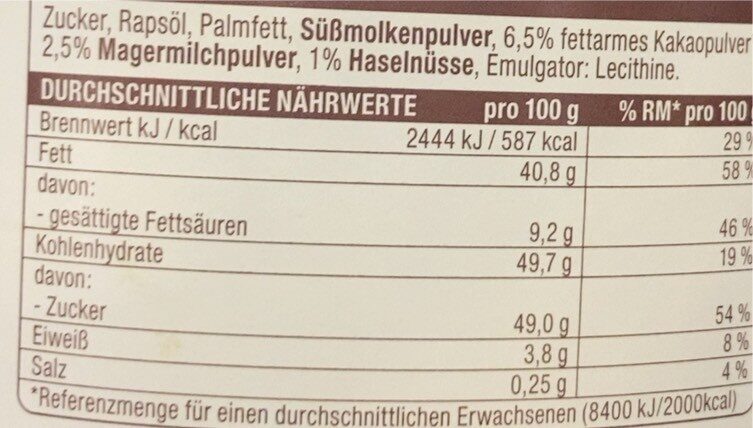 Zucker, Rapsöl, Palmfett, Süßmolkenpulver, 6,5% fettarmes Kakaopulver
2,5% Magermilchpulver, 1% Haselnüsse, Emulgator: Lecithine.
DURCHSCHNITTLICHE NÄHRWERTE pro 100 g % RM* pro 100
Brennwert kJ / kcal 2444 kJ / 587 kcal 29 %
Fett 40,8 g 58 %
davon:
- gesättigte Fettsäuren 9,2 g 46 %
Kohlenhydrate 49,7 g 19 %
davon:
- Zucker 49,0 g 54 %
Eiweiß 3,8 g 8 %
Salz 0,25 g 4 %
*Referenzmenge für einen durchschnittlichen Erwachsenen (8400 kJ/2000kcal)